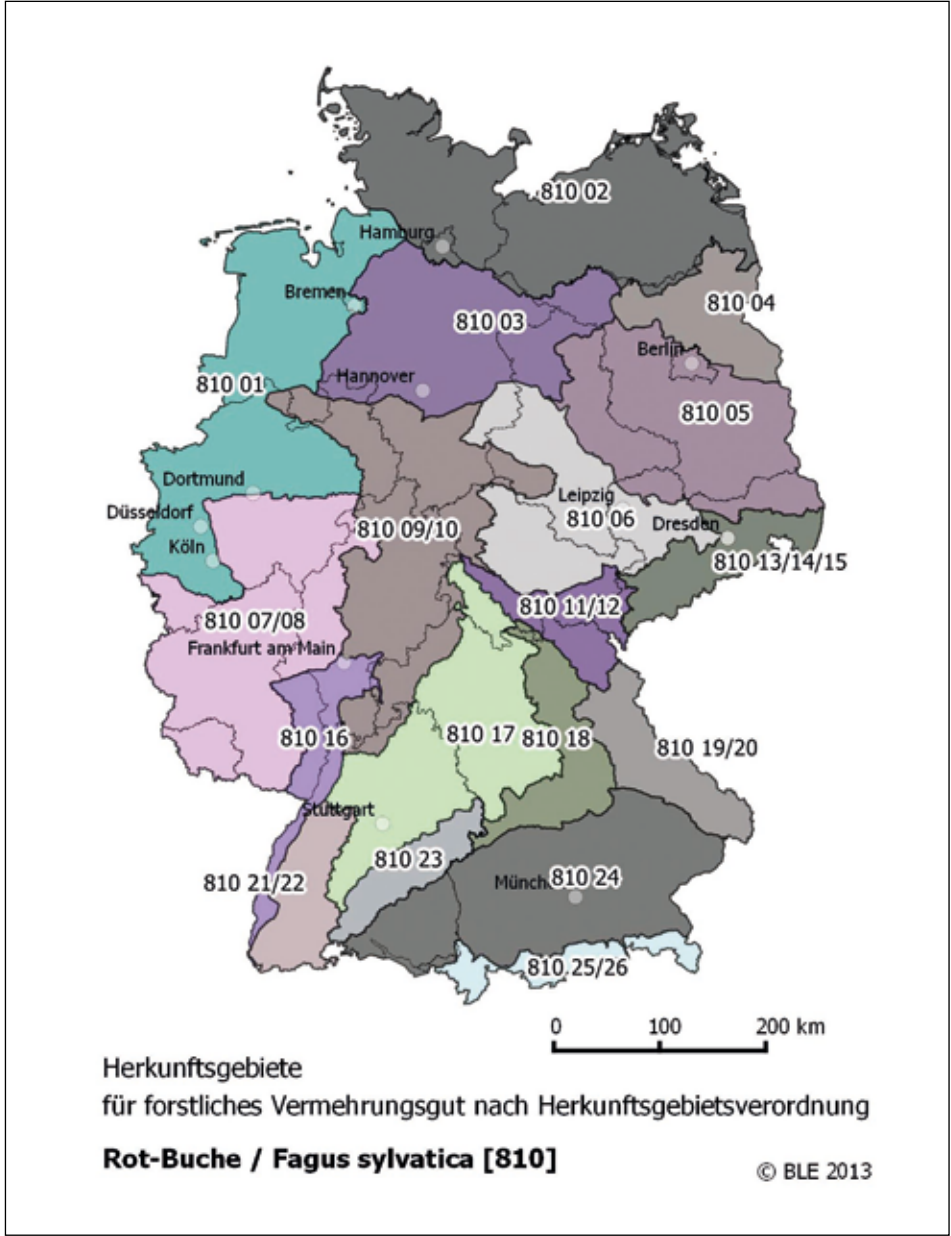 810 02
Hamburg
Bremen
810 04
810 03
Berlin
Hannover
810 01
810 05
Dortmund
Leipzig
Düsseldorf
810 06
Dresden
810 09/10
Köln
810 13/14/15
810 11/12
810 07/08
Frankfurt am Main
810 16
810 17
810 18
810 19/20
Stuttgart
810 23
810 21/22
Münch
810 24
810 25/26
0 100 200 km
Herkunftsgebiete
für forstliches Vermehrungsgut nach Herkunftsgebietsverordnung
Rot-Buche / Fagus sylvatica [810]
© BLE 2013